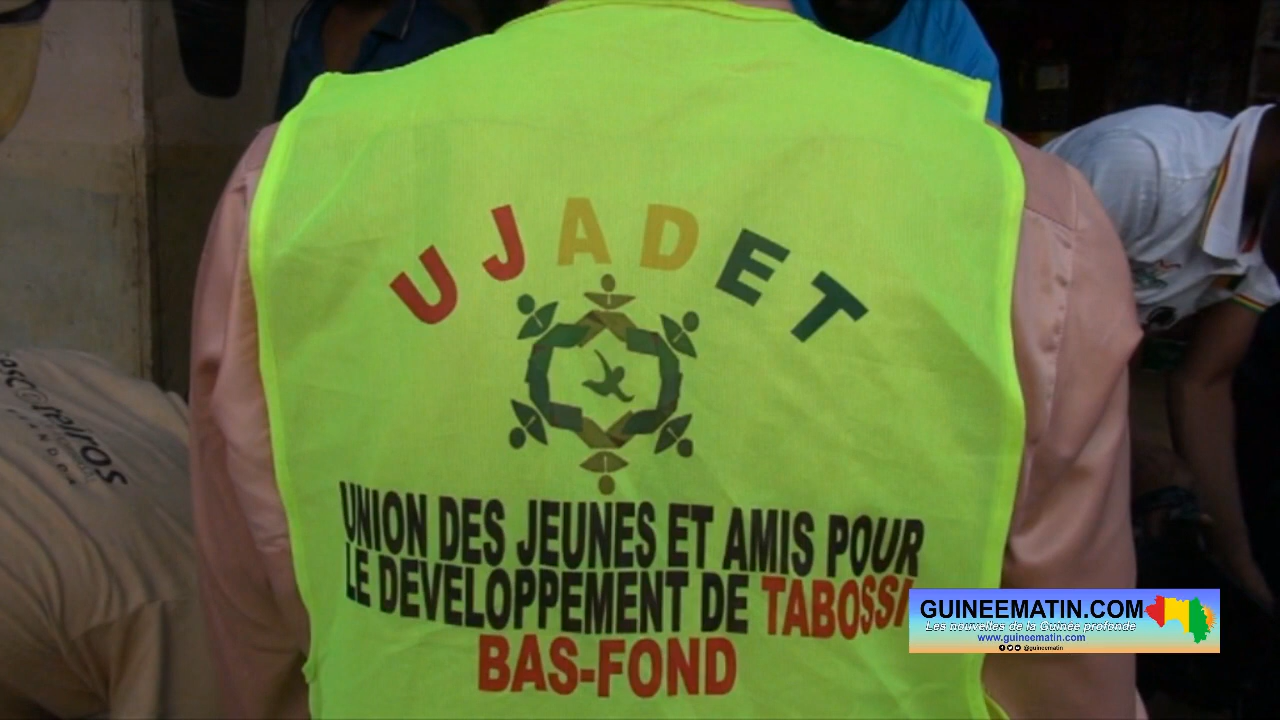 UJADET
UNION DES JEUNES ET AMIS POUR
LE DEVELOPPEMENT DE TABOSSI
BAS-FOND
GUINEEMATIN.COM
Les nouvelles de la Guinée profonde
www.guineematin.com
@guineematin